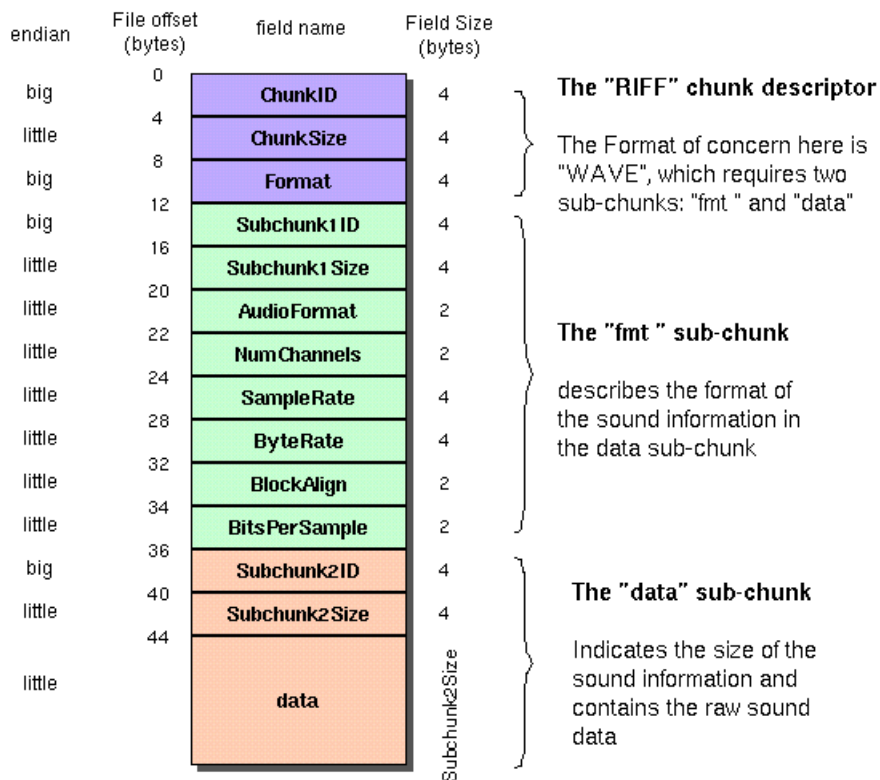 endian
File offset
(bytes)
field name
Field Size
(bytes)
0
big
ChunkID
4
4
little
ChunkSize
4
8
big
Format
4
12
big
Subchunk1ID
4
16
little
Subchunk1Size
4
20
little
AudioFormat
2
22
little
NumChannels
2
24
little
SampleRate
4
28
little
ByteRate
4
32
little
BlockAlign
2
34
little
BitsPerSample
2
36
big
Subchunk2ID
4
40
little
Subchunk2Size
4
44
little
data
Subchunk2Size
The "RIFF" chunk descriptor
The Format of concern here is
"WAVE", which requires two
sub-chunks: "fmt " and "data"
The "fmt " sub-chunk
describes the format of
the sound information in
the data sub-chunk
The "data" sub-chunk
Indicates the size of the
sound information and
contains the raw sound
data